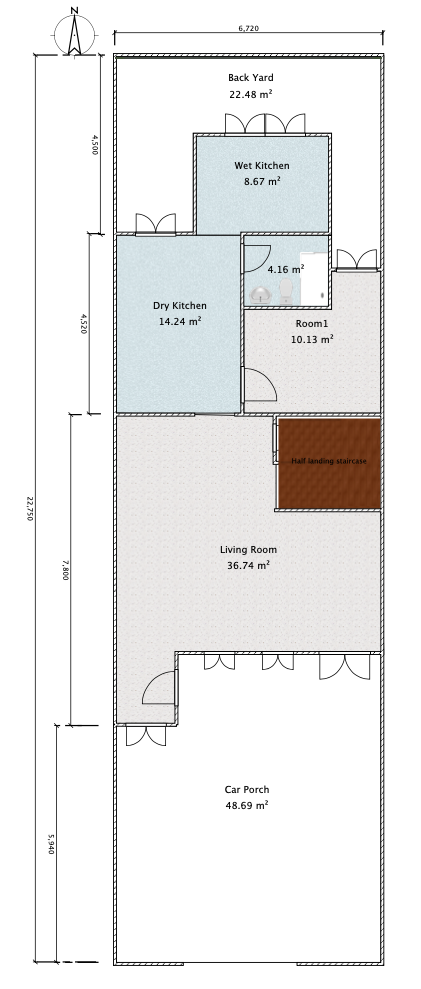 N
6,720
Back Yard
22.48 m²
4,500
Wet Kitchen
8.67 m²
4.16 m²
Dry Kitchen
14.24 m²
4,520
Room1
10.13 m²
Half landing staircase
22,750
Living Room
36.74 m²
7,800
Car Porch
48.69 m²
5,940